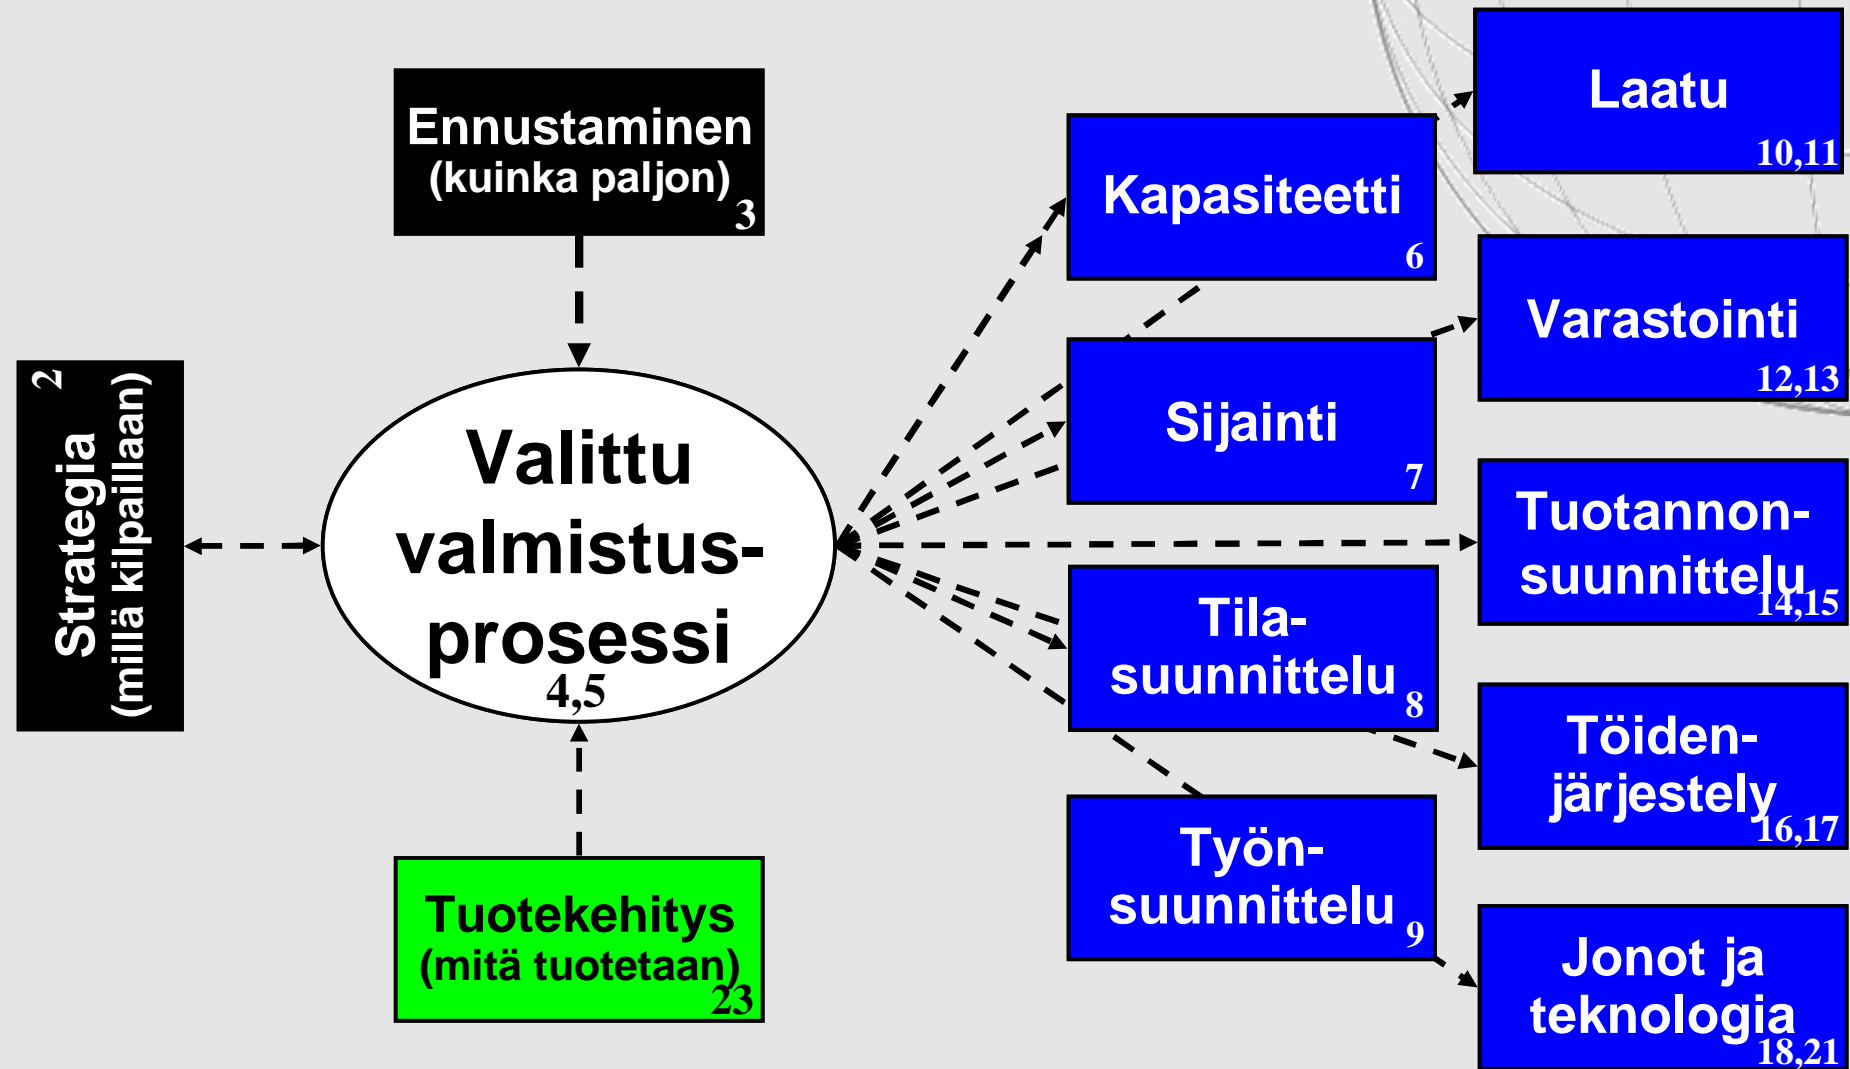 Ennustaminen
(kuinka paljon)
3
Strategia
(millä kilpaillaan)
2
Valittu
valmistus-
prosessi
4,5
Tuotekehitys
(mitä tuotetaan)
23
Kapasiteetti
6
Sijainti
7
Tila-
suunnittelu
8
Työn-
suunnittelu
9
Laatu
10,11
Varastointi
12,13
Tuotannon-
suunnittelu
14,15
Töiden-
järjestely
16,17
Jonot ja
teknologia
18,21